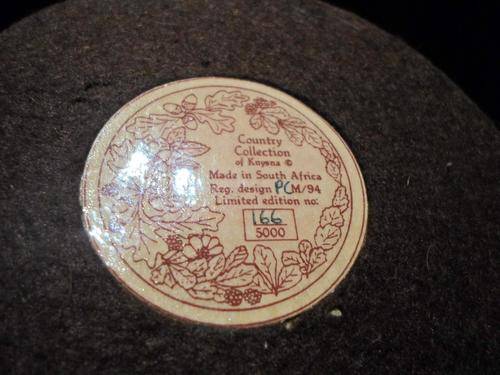 Country
Collection
of Knysna ©
Made in South Africa
Reg. design PCM/94
Limited edition no:
166
5000